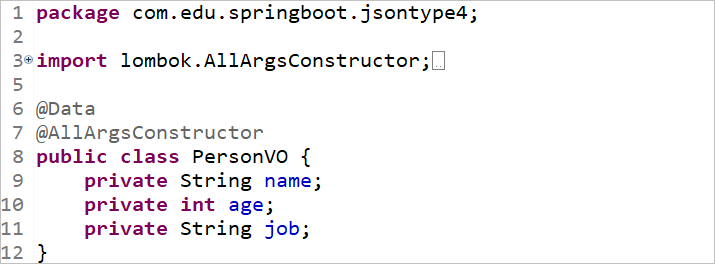 1 package com.edu.springboot.jsontype4;
2
3 import lombok.AllArgsConstructor;
5
6 @Data
7 @AllArgsConstructor
8 public class PersonVO {
9     private String name;
10     private int age;
11     private String job;
12 }